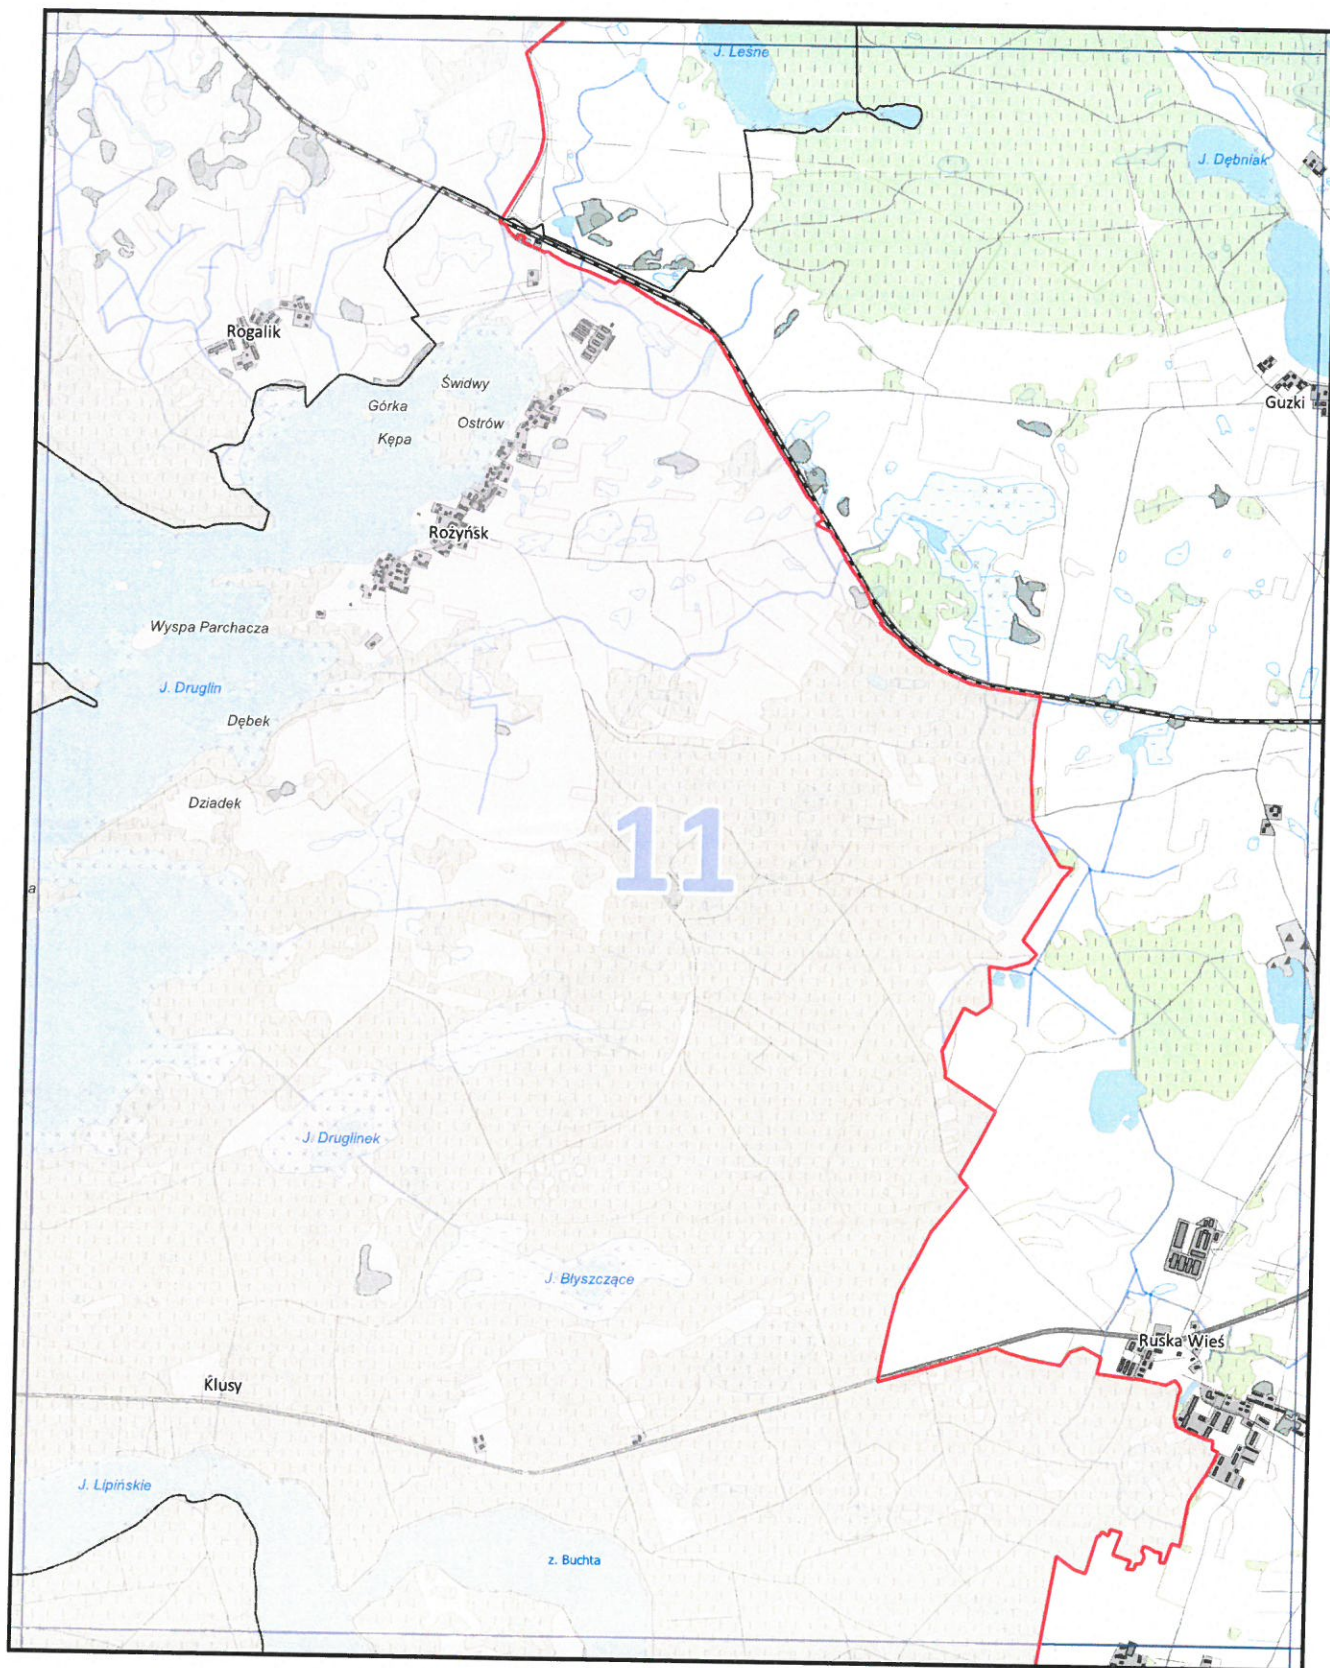 J. Leśne
J. Dębniak
Rogalik
Świdwy
Górka
Guzki
Ostrów
Kępa
Rożyńsk
Wyspa Parchacza
J. Druglin
Dębek
Dziadek
11
a
J. Druglinek
J. Błyszczące
Ruska Wieś
Klusy
J. Lipińskie
z. Buchta